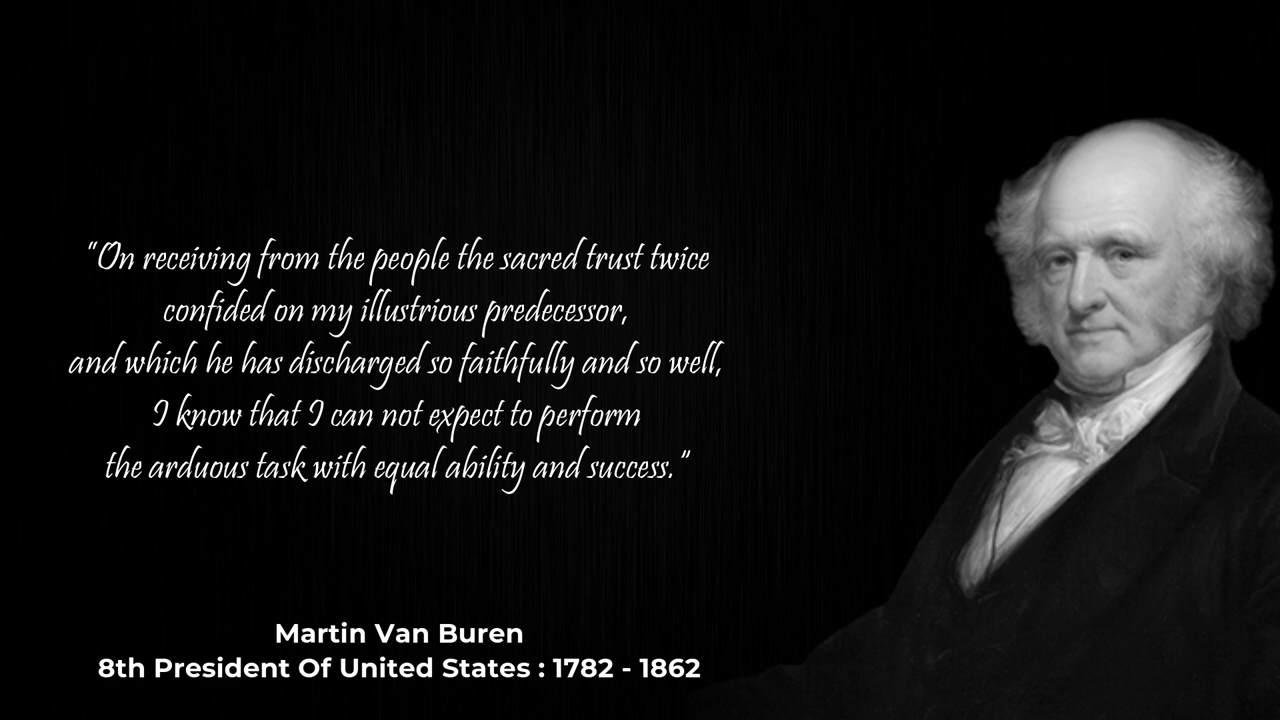 "On receiving from the people the sacred trust twice
confided on my illustrious predecessor,
and which he has discharged so faithfully and so well,
I know that I can not expect to perform
the arduous task with equal ability and success."
Martin Van Buren
8th President Of United States : 1782 - 1862